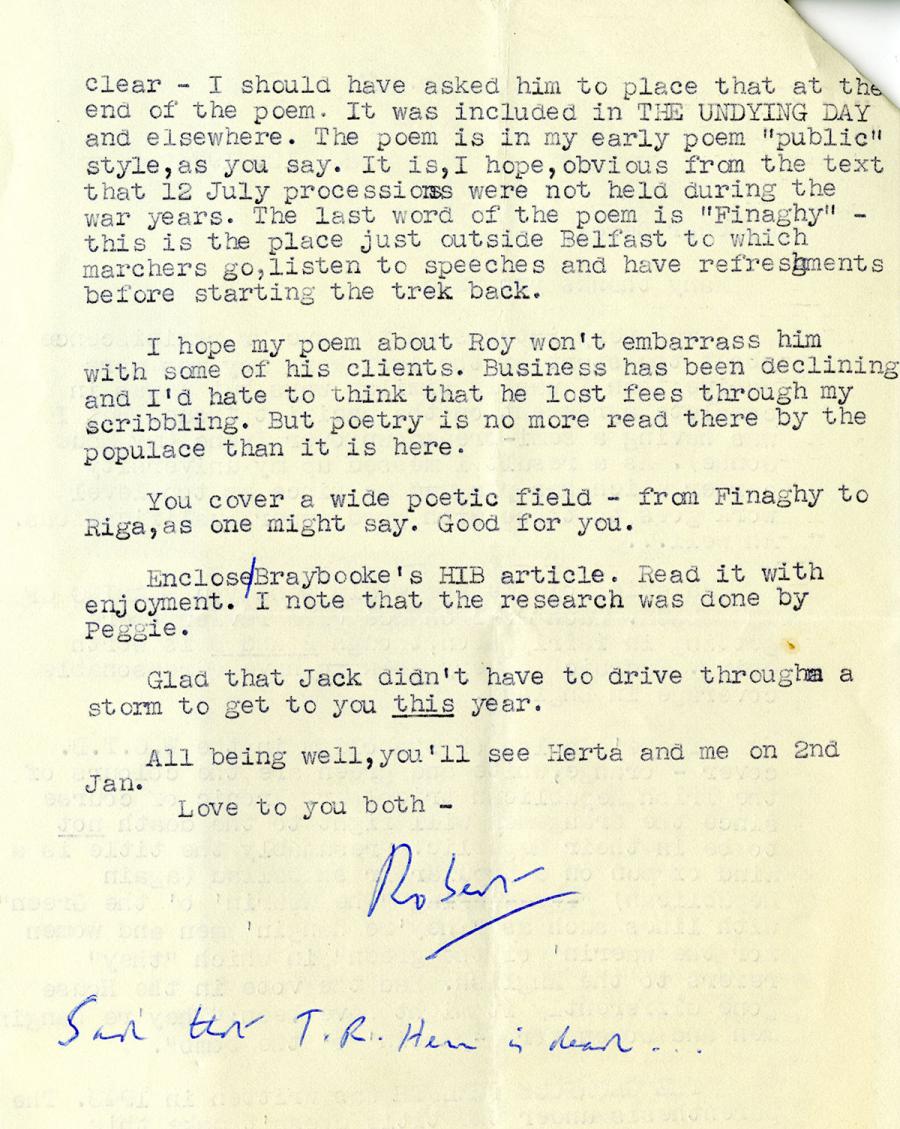 clear - I should have asked him to place that at the
end of the poem. It was included in THE UNDYING DAY
and elsewhere. The poem is in my early poem "public"
style,as you say. It is,I hope,obvious from the text
that 12 July processions were not held during the
war years. The last word of the poem is "Finaghy" -
this is the place just outside Belfast to which
marchers go,listen to speeches and have refreshments
before starting the trek back.
I hope my poem about Roy won't embarrass him
with some of his clients. Business has been declining
and I'd hate to think that he lost fees through my
scribbling. But poetry is no more read there by the
populace than it is here.
You cover a wide poetic field - from Finaghy to
Riga,as one might say. Good for you.
Enclose/Braybooke's HIB article. Read it with
enjoyment. I note that the research was done by
Peggie.
Glad that Jack didn't have to drive through a
storm to get to you this year.
All being well,you'll see Herta and me on 2nd
Jan.
Love to you both -
Robert
Sad that T.R. Henn is dead...